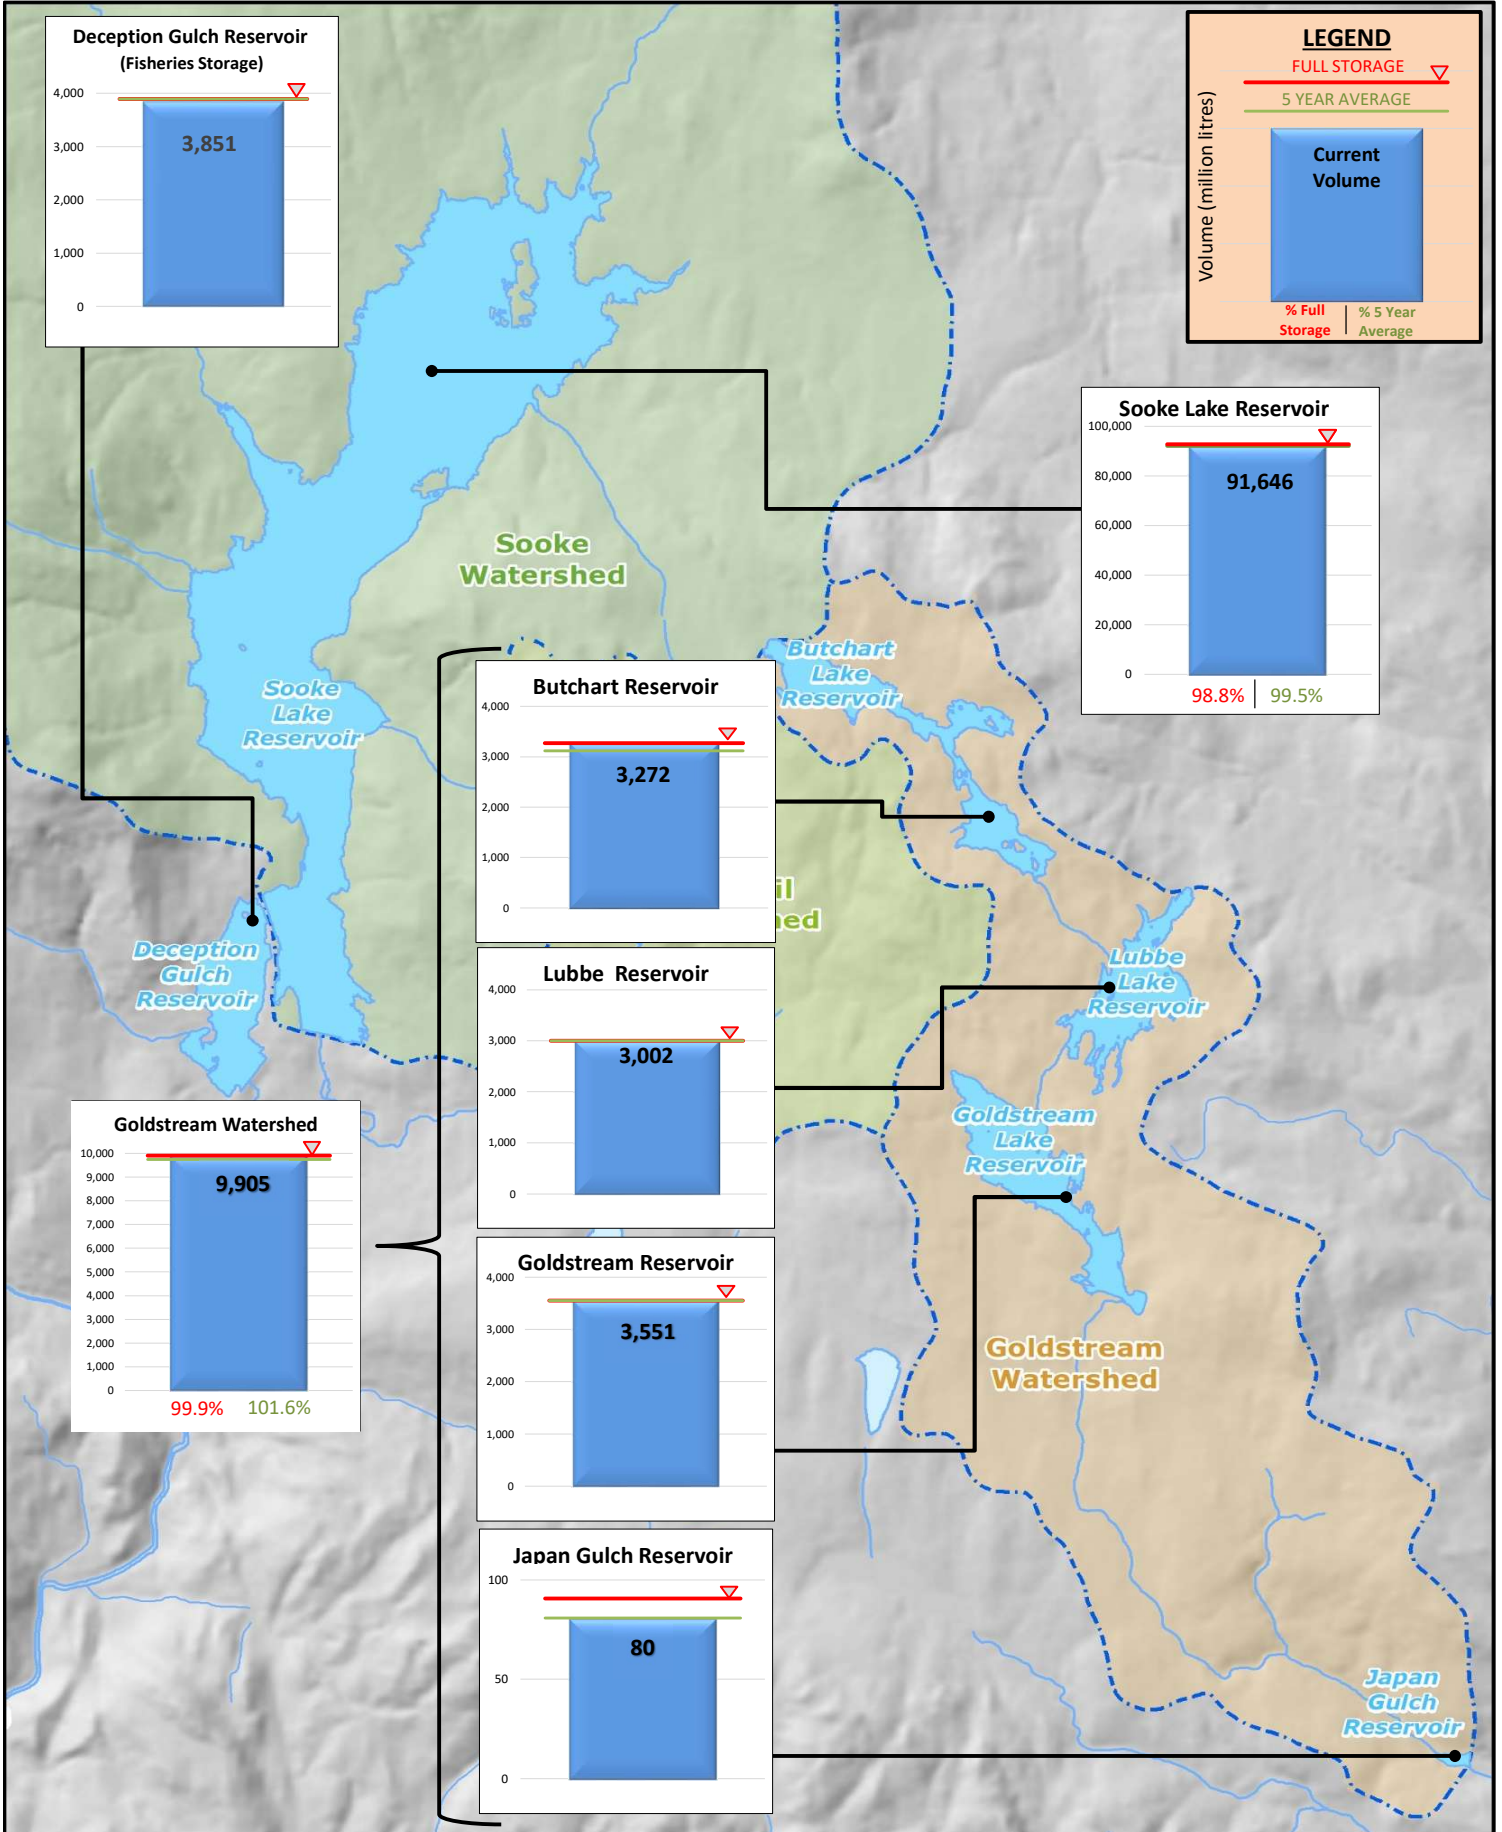 Deception Gulch Reservoir
(Fisheries Storage)
4,000
3,000
2,000
1,000
0
3,851
LEGEND
FULL STORAGE
5 YEAR AVERAGE
Volume (million litres)
Current
Volume
% Full
Storage
% 5 Year
Average
Sooke Lake Reservoir
100,000
80,000
60,000
40,000
20,000
0
91,646
98.8%
99.5%
Sooke
Watershed
Sooke
Lake
Reservoir
Butchart
Lake
Reservoir
Butchart Reservoir
4,000
3,000
2,000
1,000
0
3,272
il
ed
Deception
Gulch
Reservoir
Lubbe Reservoir
4,000
3,000
2,000
1,000
0
3,002
Lubbe
Lake
Reservoir
Goldstream Watershed
10,000
9,000
8,000
7,000
6,000
5,000
4,000
3,000
2,000
1,000
0
9,905
99.9%
101.6%
Goldstream
Lake
Reservoir
Goldstream Reservoir
4,000
3,000
2,000
1,000
0
3,551
Goldstream
Watershed
Japan Gulch Reservoir
100
50
0
80
Japan
Gulch
Reservoir